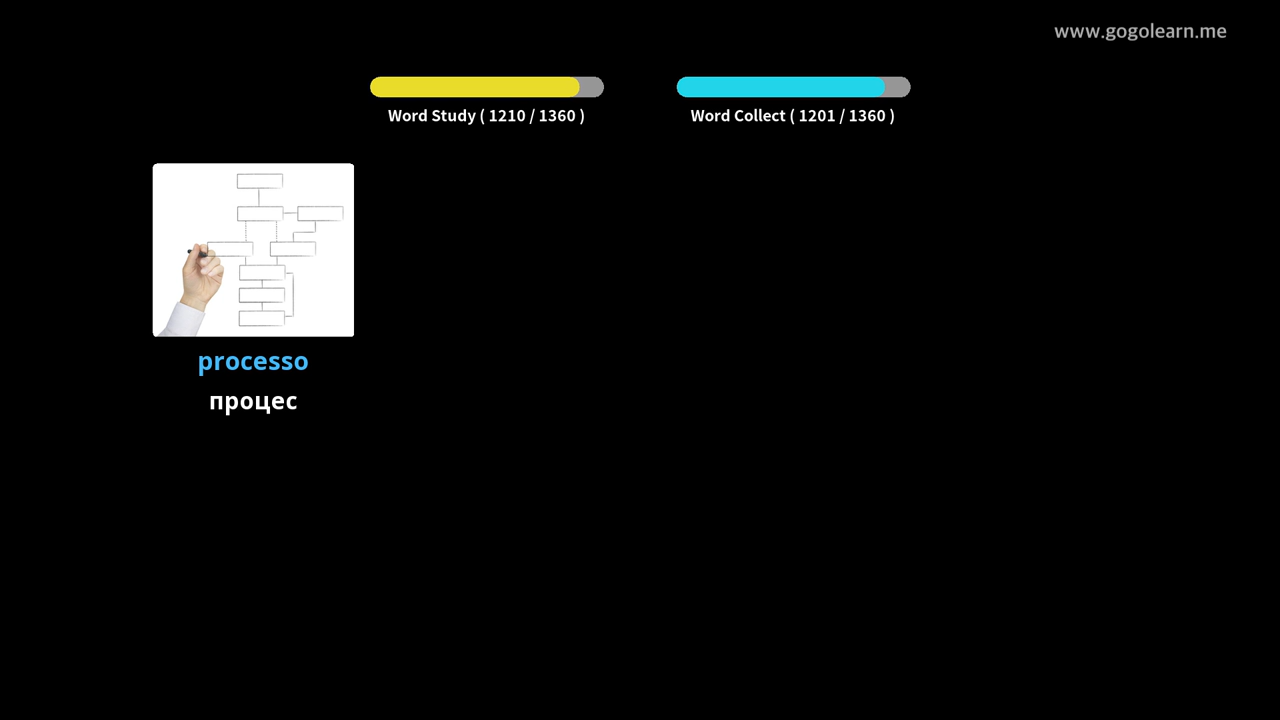 www.gogolearn.me
Word Study ( 1210 / 1360 )
Word Collect ( 1201 / 1360 )
processo
процес